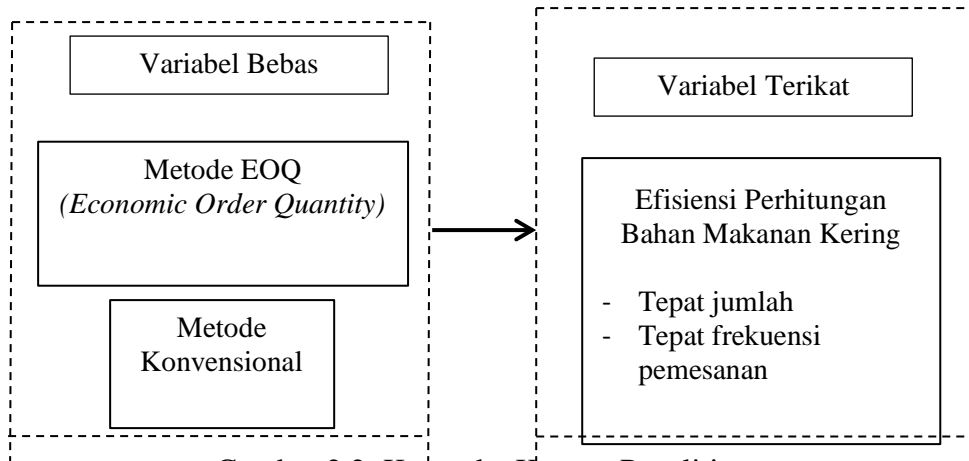 Variabel Bebas
Metode EOQ
(Economic Order Quantity)
Metode
Konvensional
Variabel Terikat
Efisiensi Perhitungan
Bahan Makanan Kering
- Tepat jumlah
- Tepat frekuensi
pemesanan